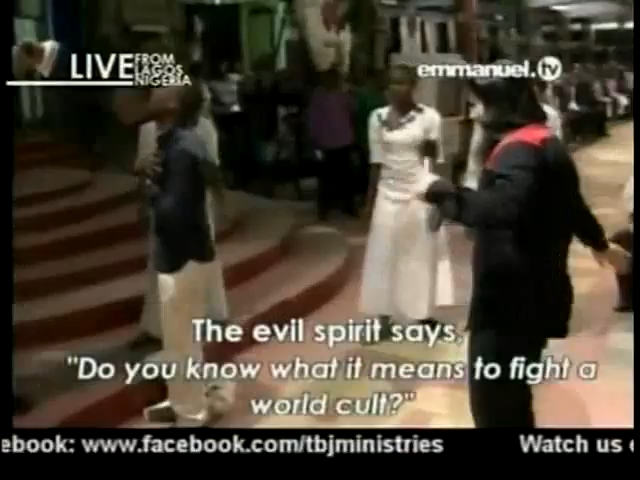 LIVE FROM LAGOS NIGERIA
emmanuel.tv
The evil spirit says,
"Do you know what it means to fight a
world cult?"
ebook: www.facebook.com/tbjministries Watch us